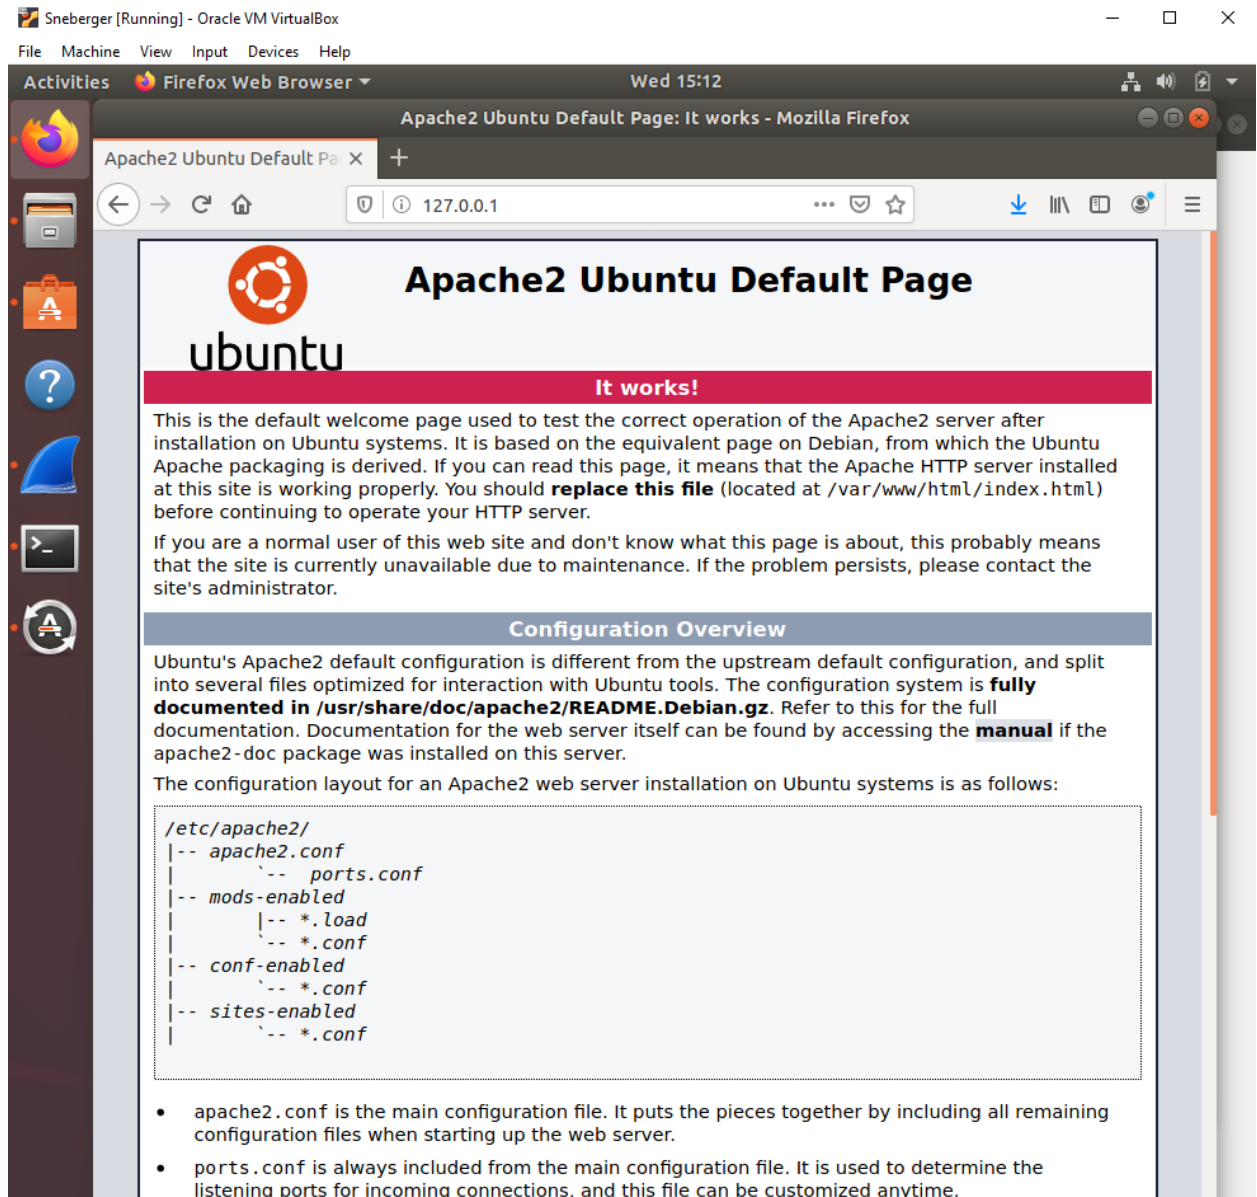 Sneberger [Running] - Oracle VM VirtualBox
File Machine View Input Devices Help
Activities Firefox Web Browser Wed 15:12
Apache2 Ubuntu Default Page: It works - Mozilla Firefox
Apache2 Ubuntu Default Pa
127.0.0.1
ubuntu
Apache2 Ubuntu Default Page
It works!
This is the default welcome page used to test the correct operation of the Apache2 server after
installation on Ubuntu systems. It is based on the equivalent page on Debian, from which the Ubuntu
Apache packaging is derived. If you can read this page, it means that the Apache HTTP server installed
at this site is working properly. You should replace this file (located at /var/www/html/index.html)
before continuing to operate your HTTP server.
If you are a normal user of this web site and don't know what this page is about, this probably means
that the site is currently unavailable due to maintenance. If the problem persists, please contact the
site's administrator.
Configuration Overview
Ubuntu's Apache2 default configuration is different from the upstream default configuration, and split
into several files optimized for interaction with Ubuntu tools. The configuration system is fully
documented in /usr/share/doc/apache2/README.Debian.gz. Refer to this for the full
documentation. Documentation for the web server itself can be found by accessing the manual if the
apache2-doc package was installed on this server.
The configuration layout for an Apache2 web server installation on Ubuntu systems is as follows:
/etc/apache2/
|-- apache2.conf
|       `--  ports.conf
|-- mods-enabled
|       |-- *.load
|       `-- *.conf
|-- conf-enabled
|       `-- *.conf
|-- sites-enabled
|       `-- *.conf
• apache2.conf is the main configuration file. It puts the pieces together by including all remaining
configuration files when starting up the web server.
• ports.conf is always included from the main configuration file. It is used to determine the
listening ports for incoming connections, and this file can be customized anytime.